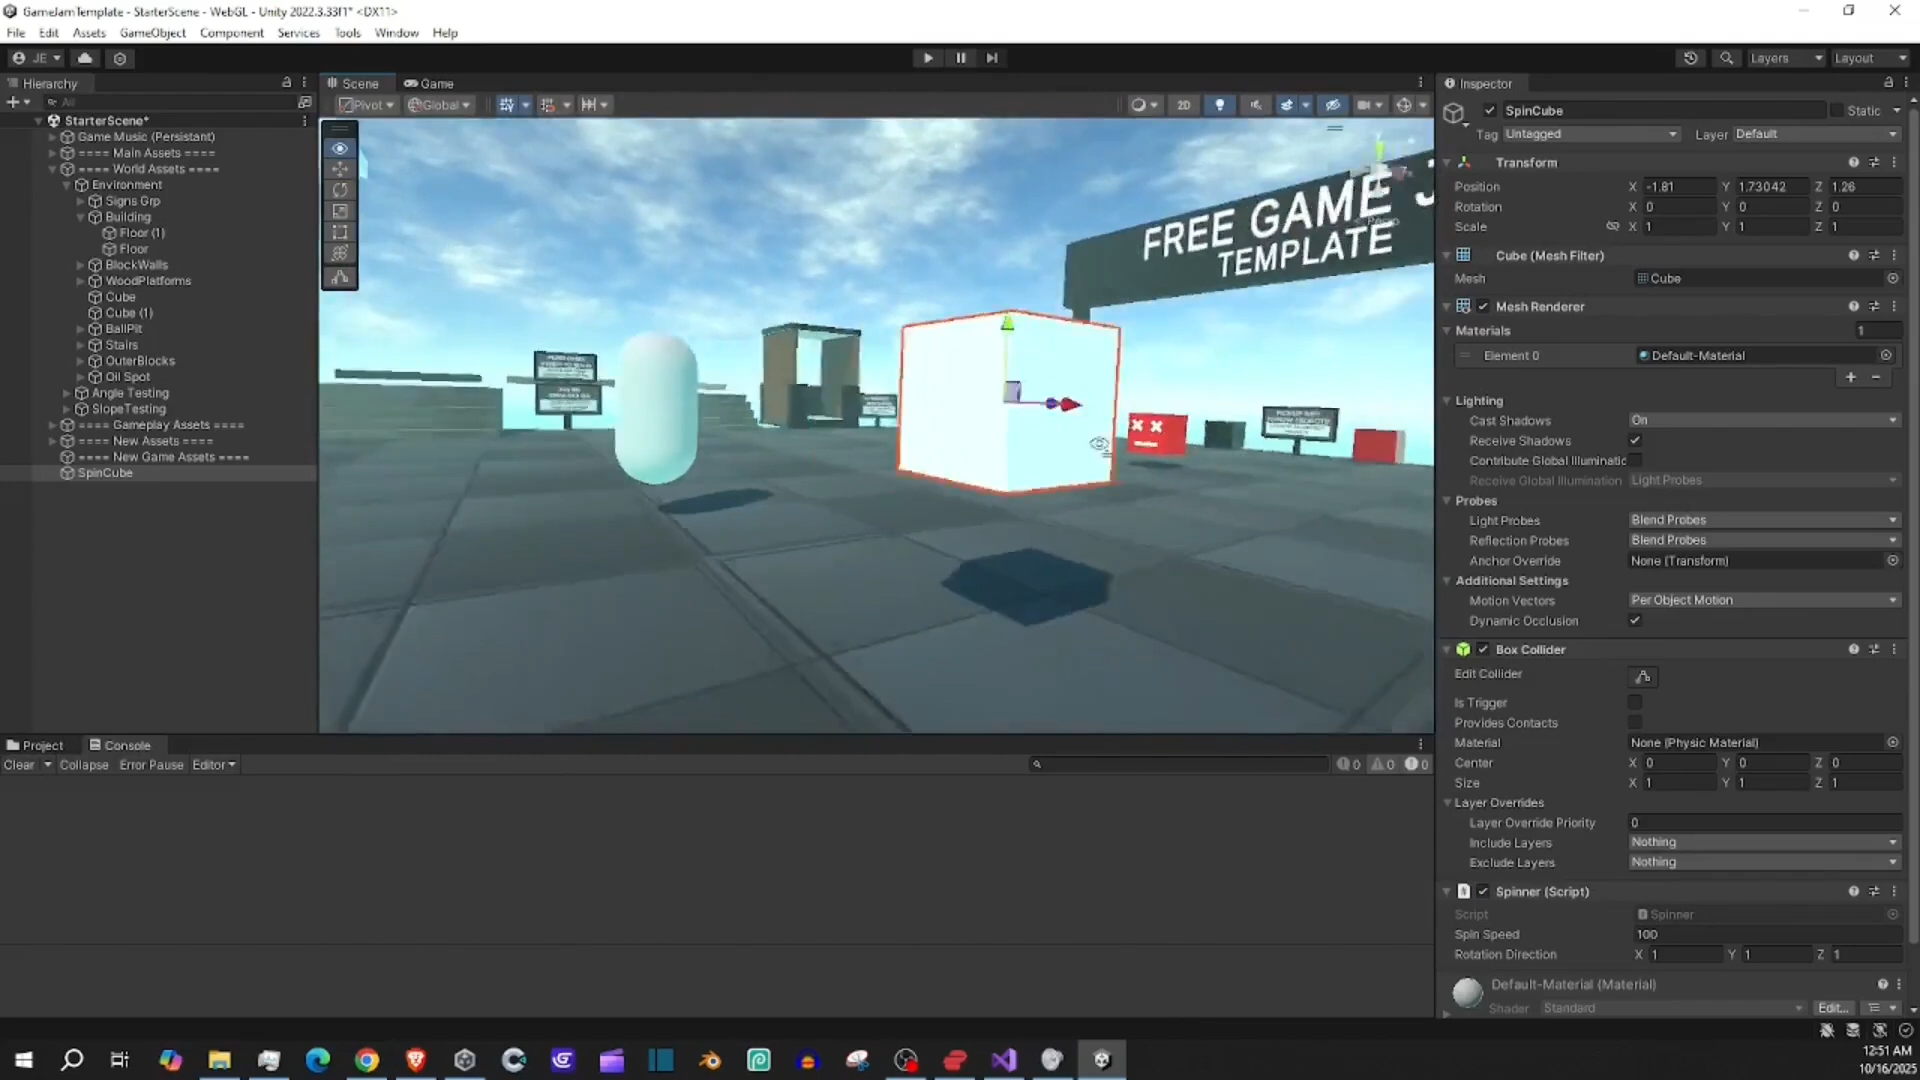 GameJamTemplate - StarterScene - WebGL - Unity 2022.3.33f1* <DX11>
File Edit Assets GameObject Component Services Tools Window Help
JE Layers Layout
Hierarchy
All
StarterScene*
Game Music (Persistant)
==== Main Assets ====
==== World Assets ====
Environment
Signs Grp
Building
Floor (1)
Floor
BlockWalls
WoodPlatforms
Cube
Cube (1)
BallPit
Stairs
OuterBlocks
Oil Spot
Angle Testing
SlopeTesting
==== Gameplay Assets ====
==== New Assets ====
==== New Game Assets ====
SpinCube
Scene Game
Pivot Global 2D
FREE GAME J
TEMPLATE
Persp
Project Console
Clear Collapse Error Pause Editor 0 0 0
Inspector
SpinCube Static
Tag Untagged Layer Default
Transform
Position X -1.81 Y 1.73042 Z 1.26
Rotation X 0 Y 0 Z 0
Scale X 1 Y 1 Z 1
Cube (Mesh Filter)
Mesh Cube
Mesh Renderer
Materials 1
Element 0 Default-Material
Lighting
Cast Shadows On
Receive Shadows
Contribute Global Illuminatic
Receive Global Illumination Light Probes
Probes
Light Probes Blend Probes
Reflection Probes Blend Probes
Anchor Override None (Transform)
Additional Settings
Motion Vectors Per Object Motion
Dynamic Occlusion
Box Collider
Edit Collider
Is Trigger
Provides Contacts
Material None (Physic Material)
Center X 0 Y 0 Z 0
Size X 1 Y 1 Z 1
Layer Overrides
Layer Override Priority 0
Include Layers Nothing
Exclude Layers Nothing
Spinner (Script)
Script Spinner
Spin Speed 100
Rotation Direction X 1 Y 1 Z 1
Default-Material (Material)
Shader Standard Edit...
12:51 AM
10/16/2025